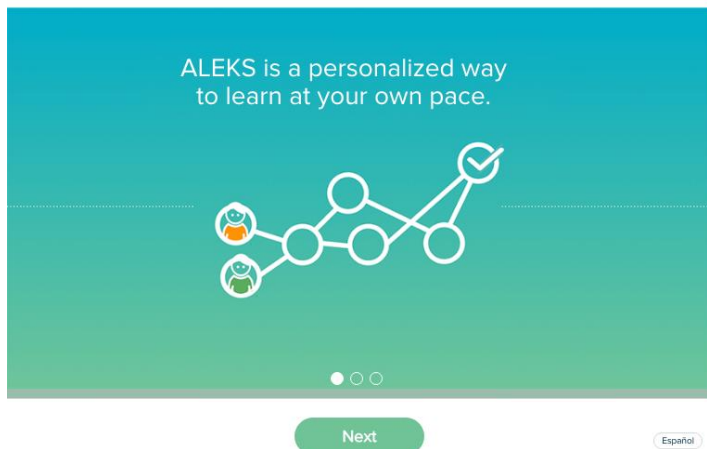 ALEKS is a personalized way
to learn at your own pace.
Next
Español